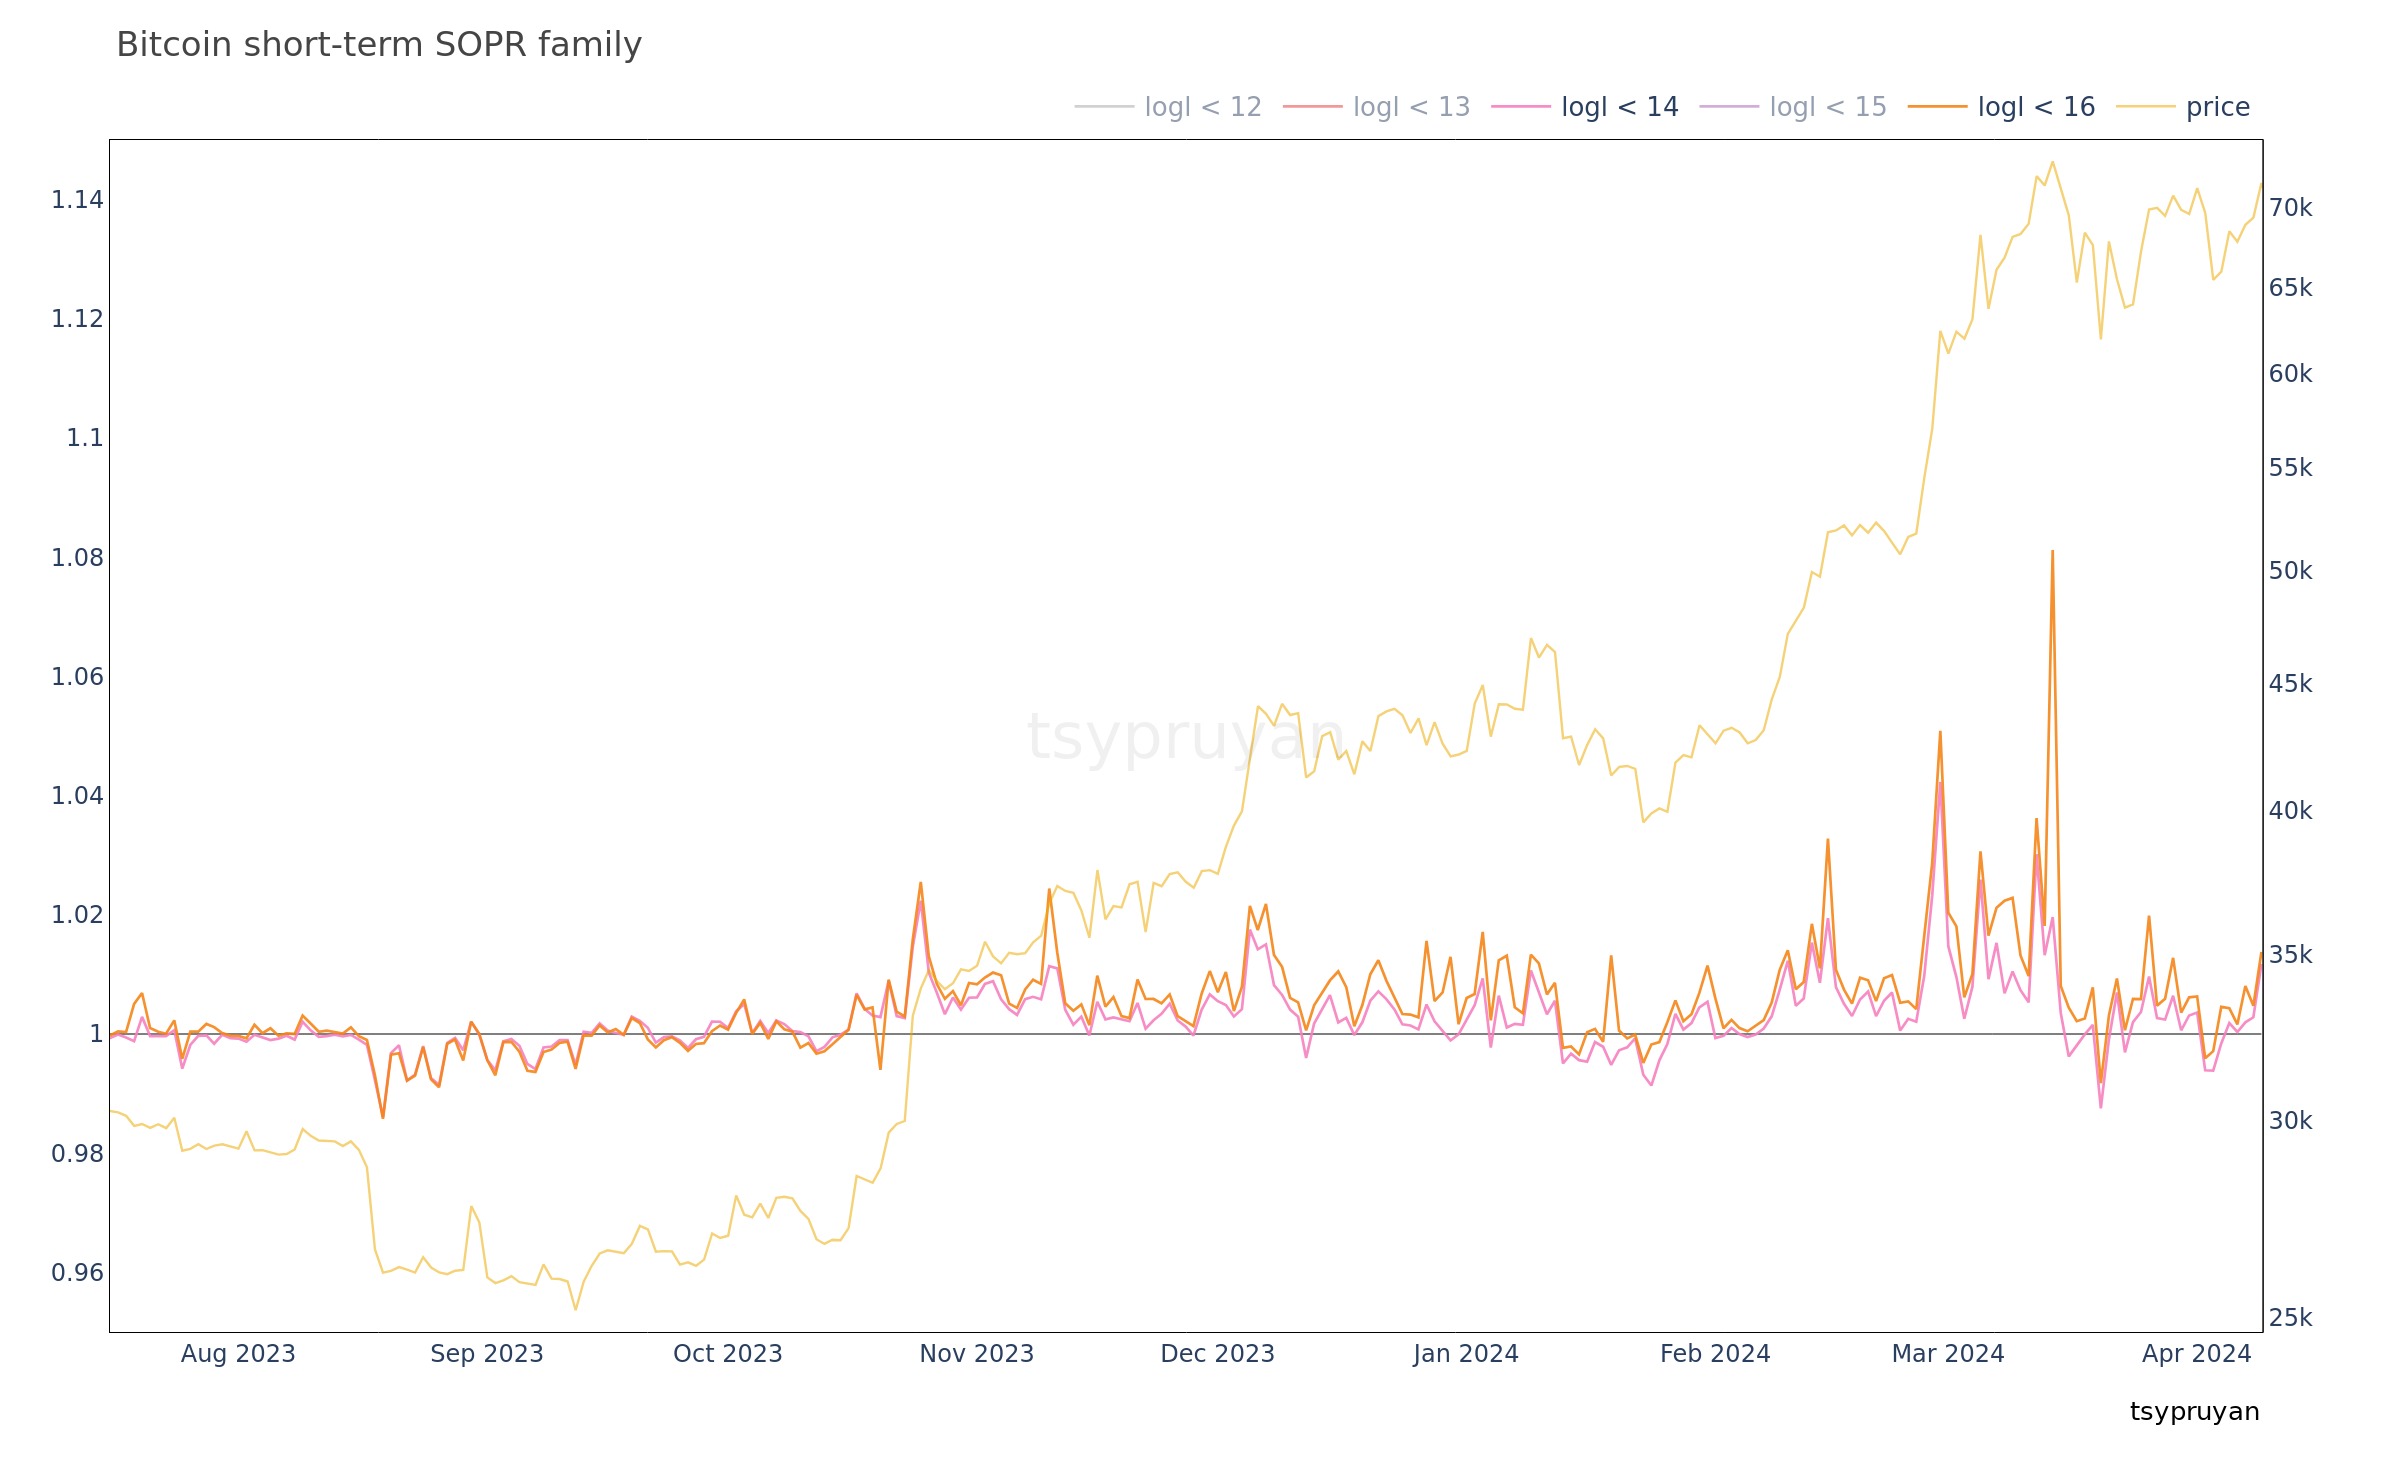 Bitcoin short-term SOPR family
logl < 12 logl < 13 logl < 14 logl < 15 logl < 16 price
1.14
1.12
1.1
1.08
1.06
1.04
1.02
1
0.98
0.96
70k
65k
60k
55k
50k
45k
40k
35k
30k
25k
tsypruyan
Aug 2023 Sep 2023 Oct 2023 Nov 2023 Dec 2023 Jan 2024 Feb 2024 Mar 2024 Apr 2024
tsypruyan